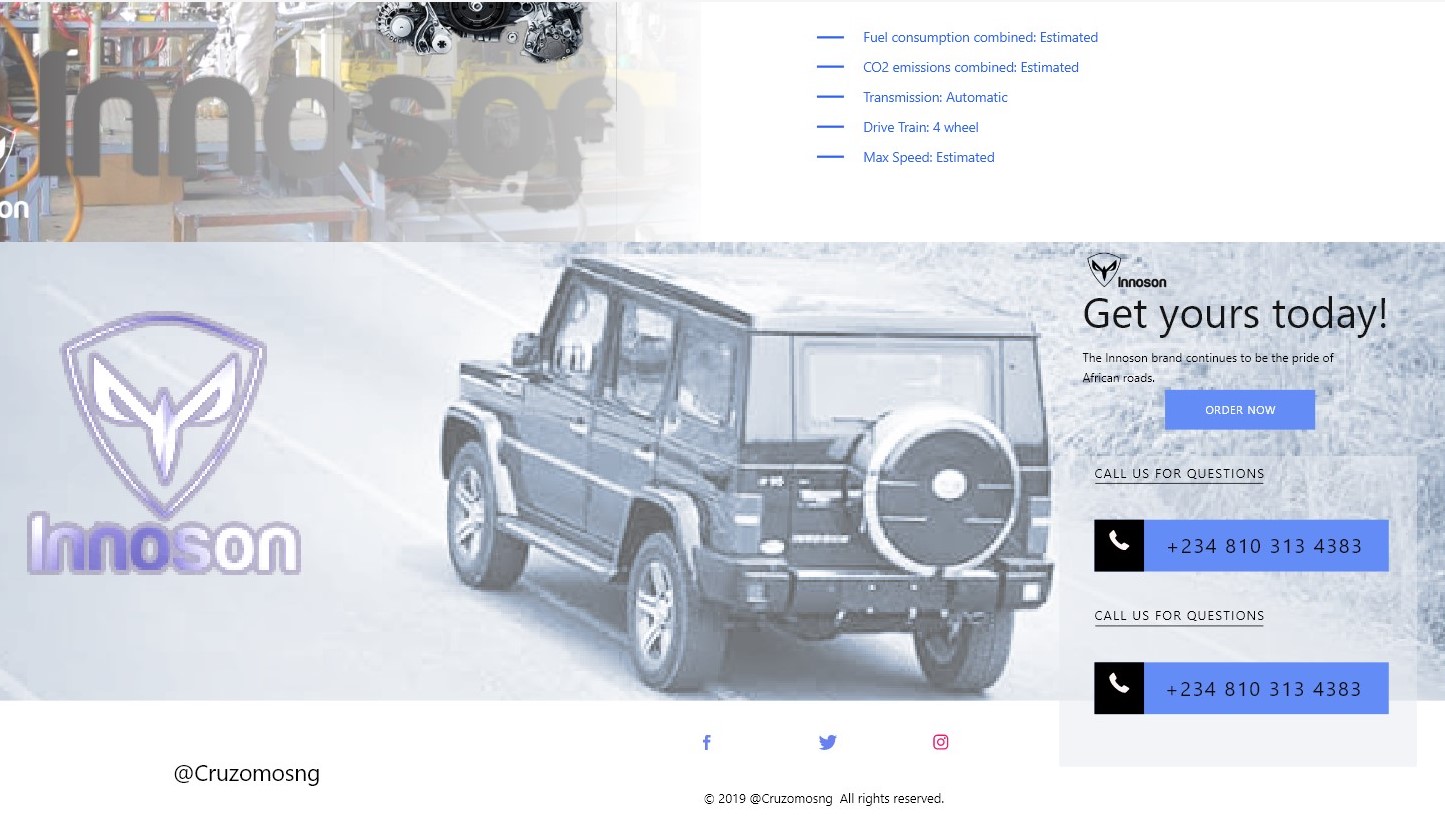 Innoson
on
Fuel consumption combined: Estimated
CO2 emissions combined: Estimated
Transmission: Automatic
Drive Train: 4 wheel
Max Speed: Estimated
Innoson
Innoson
Get yours today!
The Innoson brand continues to be the pride of
African roads.
ORDER NOW
CALL US FOR QUESTIONS
+234 810 313 4383
CALL US FOR QUESTIONS
+234 810 313 4383
@Cruzomosng
© 2019 @Cruzomosng All rights reserved.